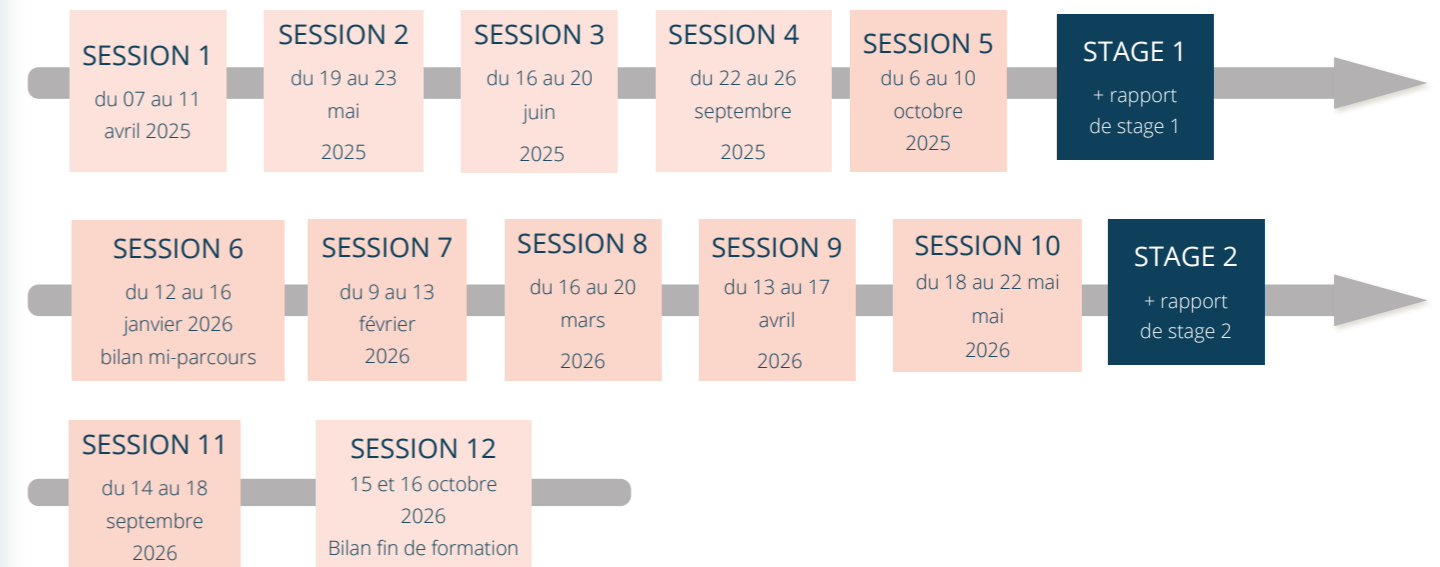 SESSION 1
du 07 au 11
avril 2025
SESSION 2
du 19 au 23
mai
2025
SESSION 3
du 16 au 20
juin
2025
SESSION 4
du 22 au 26
septembre
2025
SESSION 5
du 6 au 10
octobre
2025
STAGE 1
+ rapport
de stage 1
SESSION 6
du 12 au 16
janvier 2026
bilan mi-parcours
SESSION 7
du 9 au 13
février
2026
SESSION 8
du 16 au 20
mars
2026
SESSION 9
du 13 au 17
avril
2026
SESSION 10
du 18 au 22 mai
mai
2026
STAGE 2
+ rapport
de stage 2
SESSION 11
du 14 au 18
septembre
2026
SESSION 12
15 et 16 octobre
2026
Bilan fin de formation